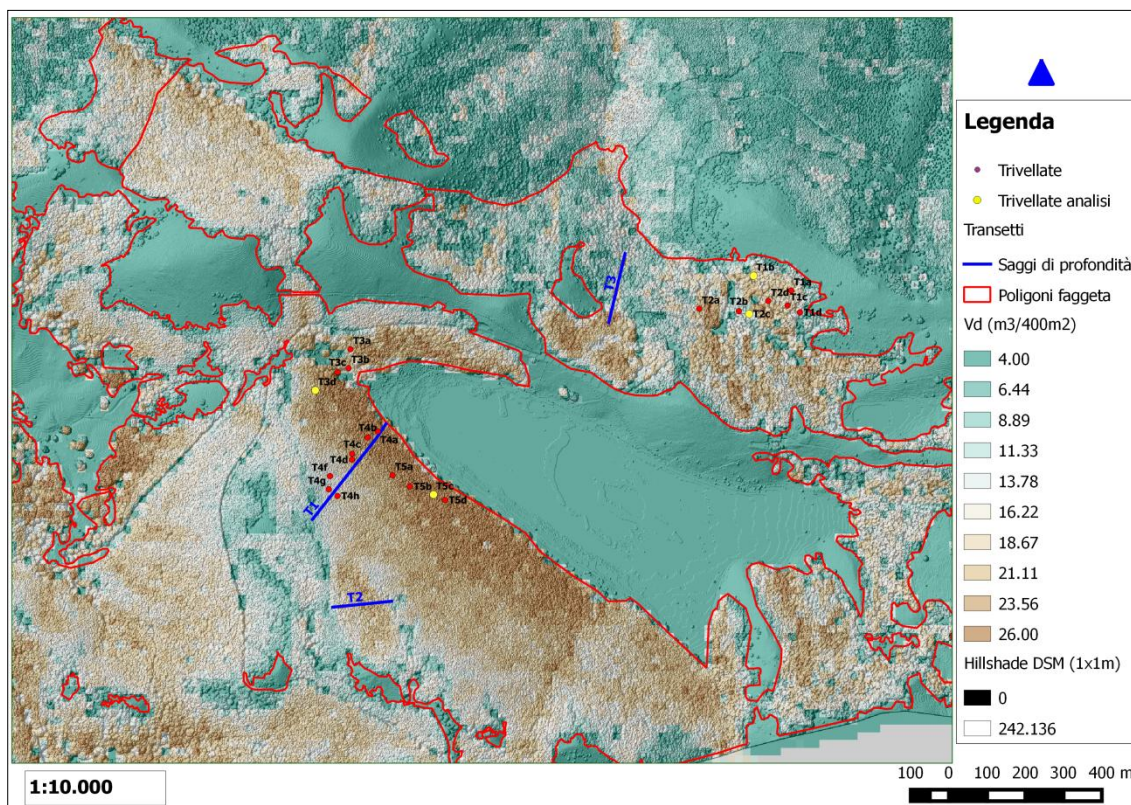 T1b
T1a
T2d
T2a
T2b
T1c
T2c
T1d
T3
T3a
T3c
T3b
T3d
T4b
T4c
T4a
T4d
T4f
T5a
T4g
T5b
T5c
T4h
T5d
T1
T2
1:10.000
Legenda
Trivellate
Trivellate analisi
Transetti
Saggi di profondità
Poligoni faggeta
Vd (m3/400m2)
4.00
6.44
8.89
11.33
13.78
16.22
18.67
21.11
23.56
26.00
Hillshade DSM (1x1m)
0
242.136
100 0 100 200 300 400 m